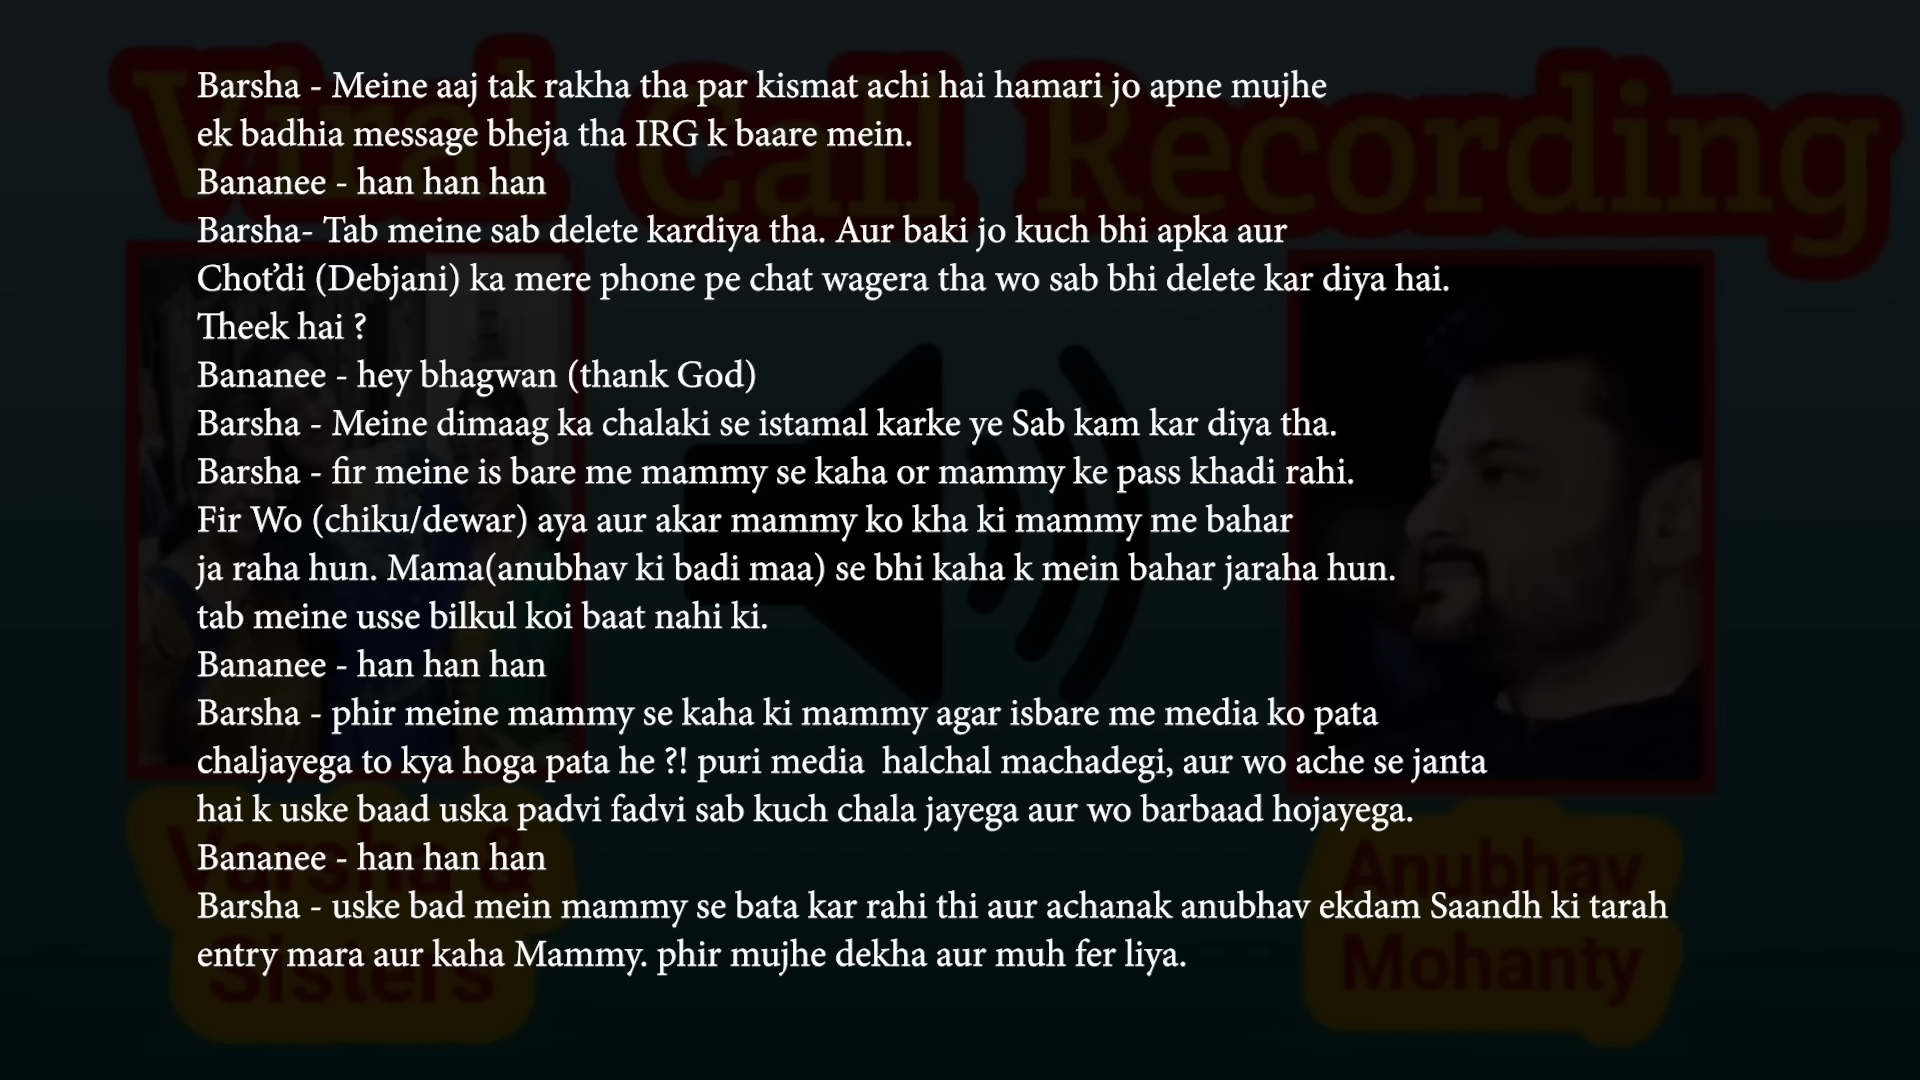 Viral Call Recording
Barsha - Meine aaj tak rakha tha par kismat achi hai hamari jo apne mujhe
ek badhia message bheja tha IRG k baare mein.
Bananee - han han han
Barsha- Tab meine sab delete kardiya tha. Aur baki jo kuch bhi apka aur
Chot'di (Debjani) ka mere phone pe chat wagera tha wo sab bhi delete kar diya hai.
Theek hai ?
Bananee - hey bhagwan (thank God)
Barsha - Meine dimaag ka chalaki se istamal karke ye Sab kam kar diya tha.
Barsha - fir meine is bare me mammy se kaha or mammy ke pass khadi rahi.
Fir Wo (chiku/dewar) aya aur akar mammy ko kha ki mammy me bahar
ja raha hun. Mama(anubhav ki badi maa) se bhi kaha k mein bahar jaraha hun.
tab meine usse bilkul koi baat nahi ki.
Bananee - han han han
Barsha - phir meine mammy se kaha ki mammy agar isbare me media ko pata
chaljayega to kya hoga pata he ?! puri media  halchal machadegi, aur wo ache se janta
hai k uske baad uska padvi fadvi sab kuch chala jayega aur wo barbaad hojayega.
Bananee - han han han
Barsha - uske bad mein mammy se bata kar rahi thi aur achanak anubhav ekdam Saandh ki tarah
entry mara aur kaha Mammy. phir mujhe dekha aur muh fer liya.
Varsha &
Sisters
Anubhav
Mohanty